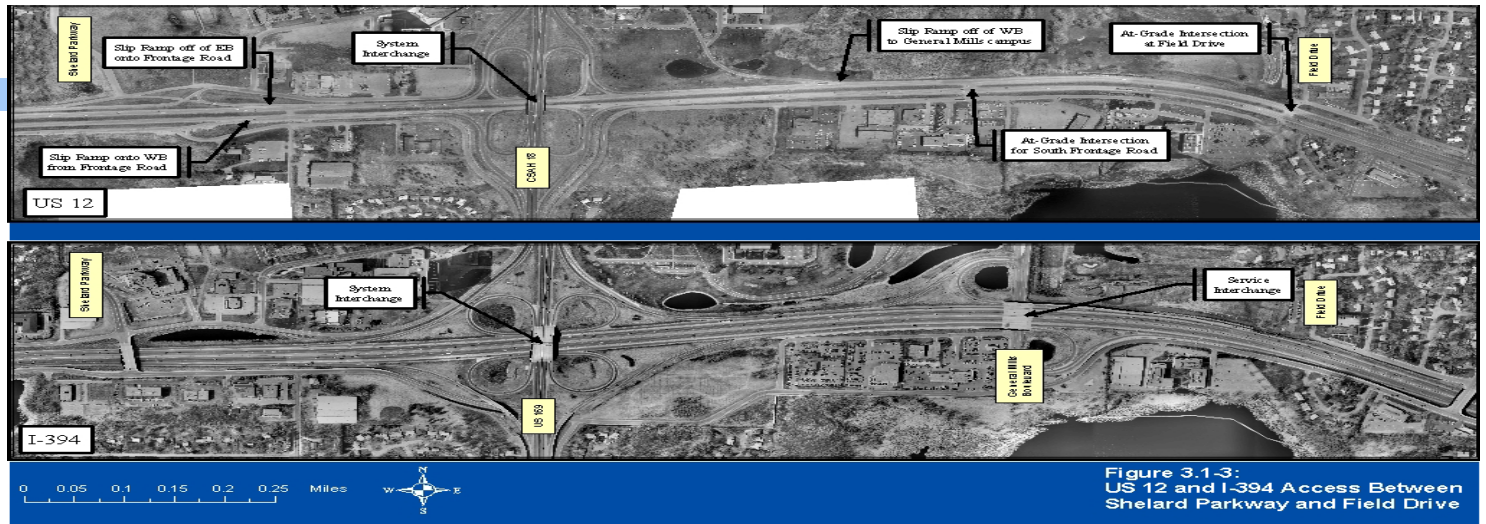 Shelard Parkway
Slip Ramp off of EB
onto Frontage Road
System
Interchange
Slip Ramp off of WB
to General Mills campus
At-Grade Intersection
at Field Drive
Field Drive
Slip Ramp onto WB
from Frontage Road
CSAH 18
At-Grade Intersection
for South Frontage Road
US 12
Shelard Parkway
System
Interchange
Service
Interchange
Field Drive
General Mills
Boulevard
US 169
I-394
0 0.05 0.1 0.15 0.2 0.25 Miles
N
W E
S
Figure 3.1-3:
US 12 and I-394 Access Between
Shelard Parkway and Field Drive